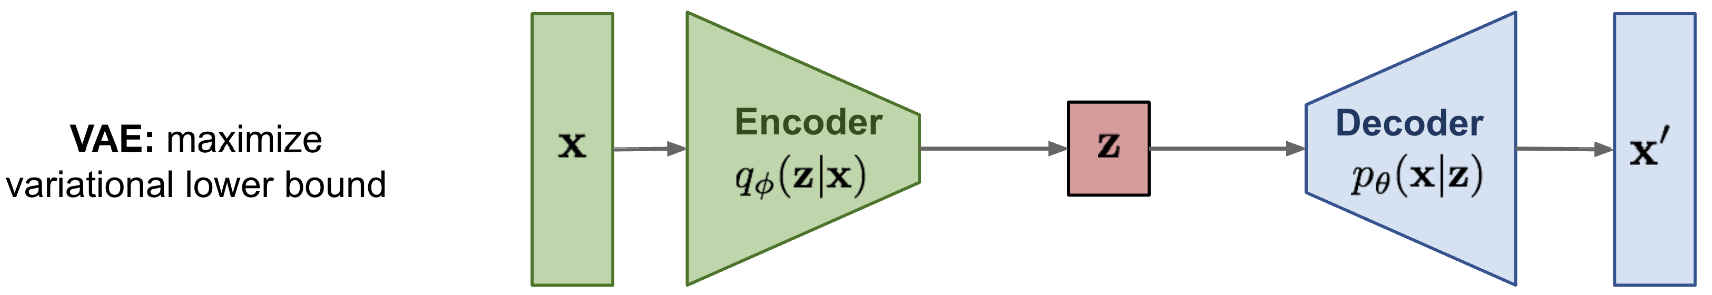 VAE: maximize
variational lower bound
x
Encoder
qϕ(z|x)
z
Decoder
pθ(x|z)
x′